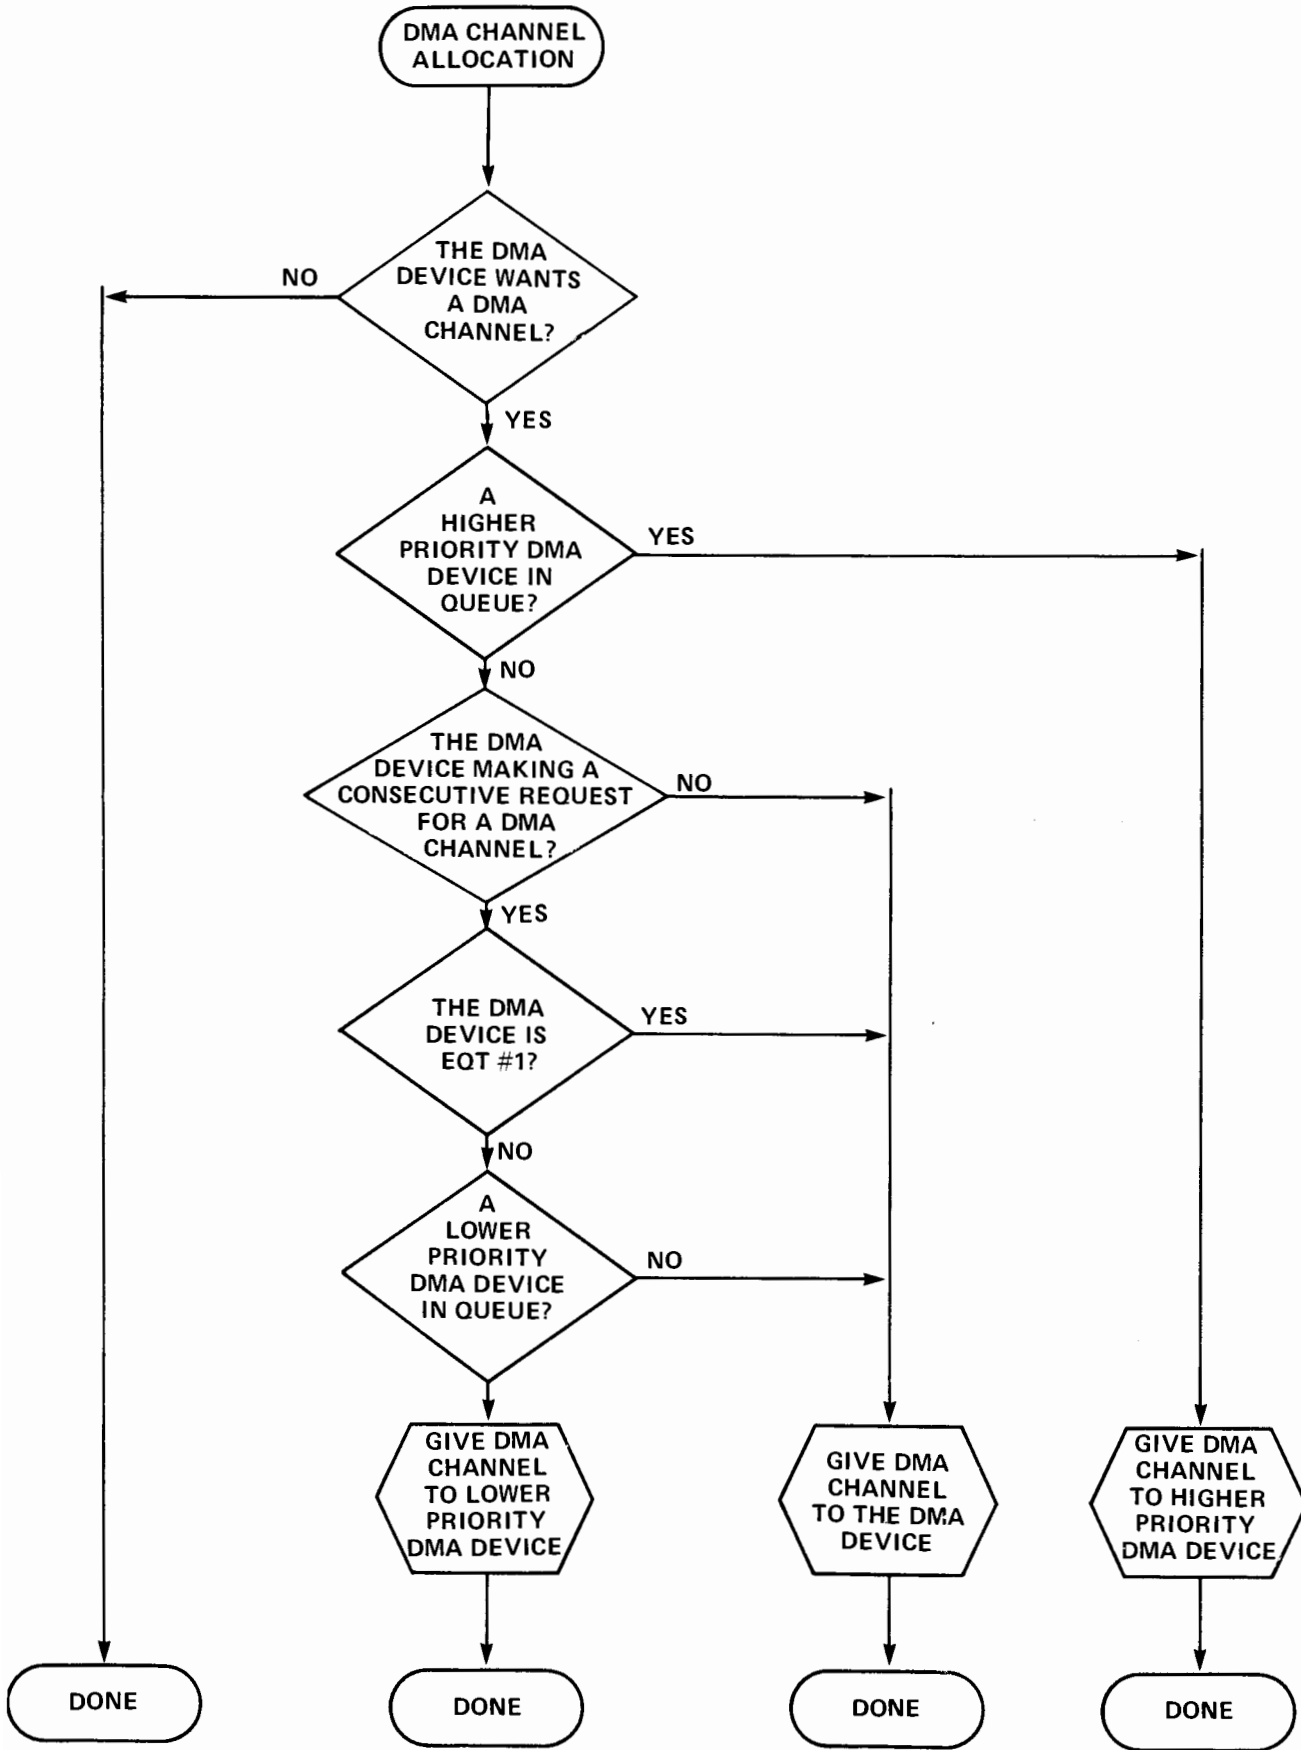 DMA CHANNEL
ALLOCATION
THE DMA
DEVICE WANTS
A DMA
CHANNEL?
NO
YES
A
HIGHER
PRIORITY DMA
DEVICE IN
QUEUE?
YES
NO
THE DMA
DEVICE MAKING A
CONSECUTIVE REQUEST
FOR A DMA
CHANNEL?
NO
YES
THE DMA
DEVICE IS
EQT #1?
YES
NO
A
LOWER
PRIORITY
DMA DEVICE
IN QUEUE?
NO
GIVE DMA
CHANNEL
TO LOWER
PRIORITY
DMA DEVICE
GIVE DMA
CHANNEL
TO THE DMA
DEVICE
GIVE DMA
CHANNEL
TO HIGHER
PRIORITY
DMA DEVICE
DONE
DONE
DONE
DONE